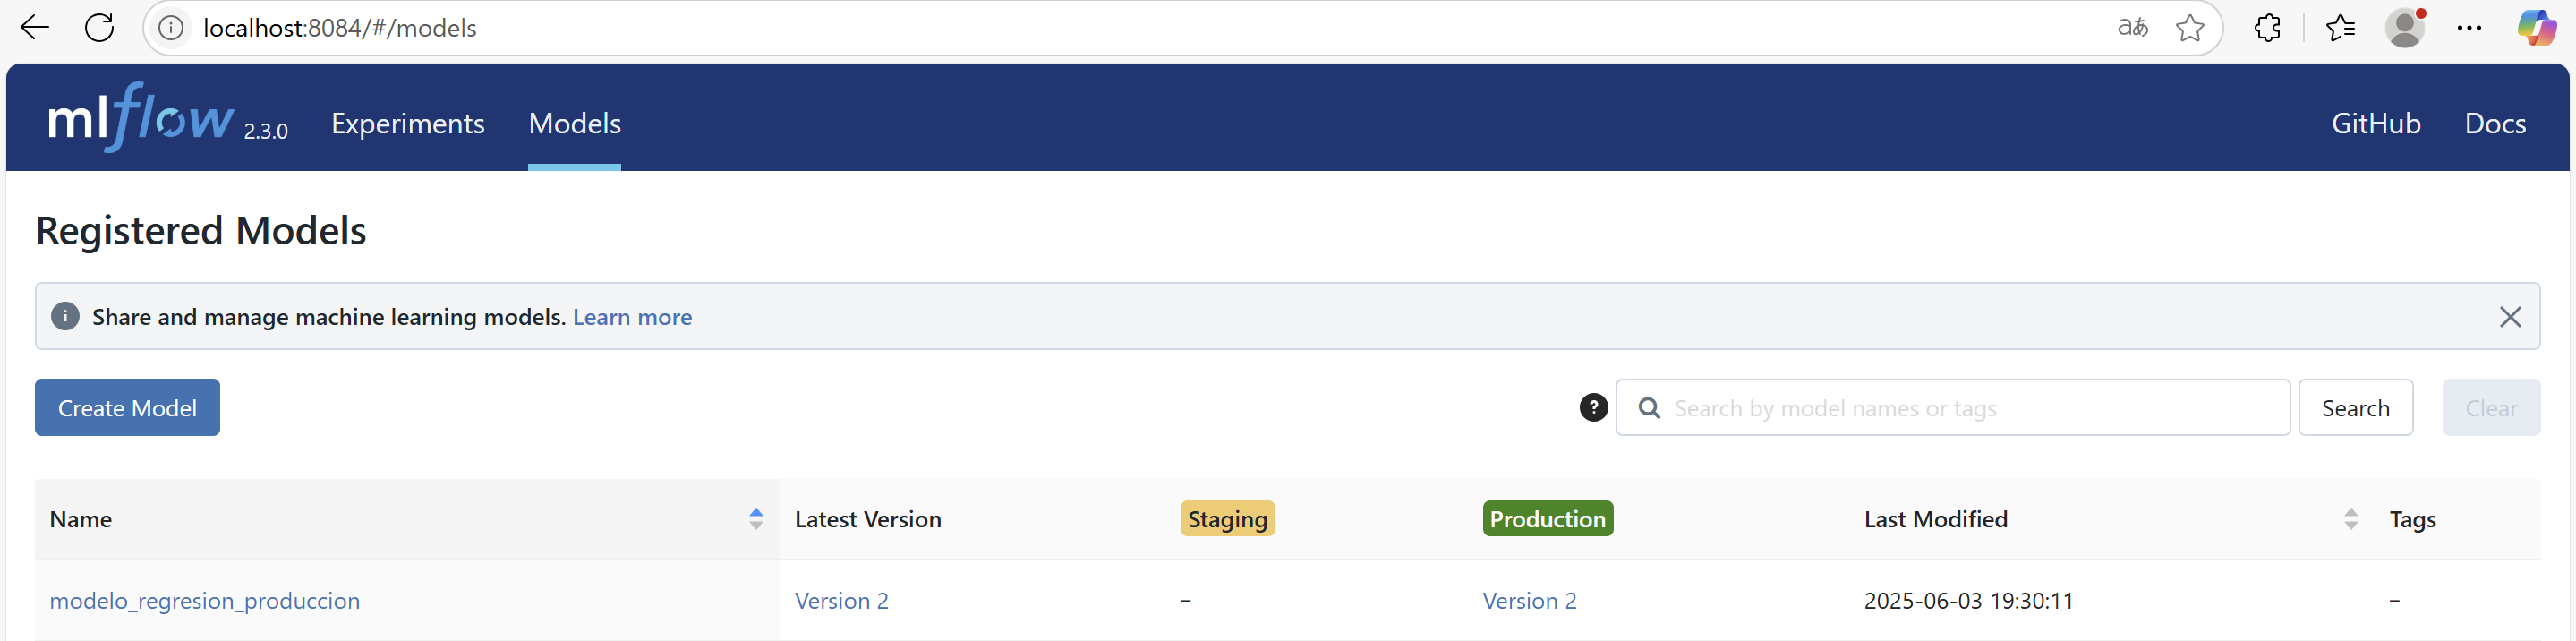 localhost:8084/#/models
aあ
mlflow 2.3.0 Experiments Models GitHub Docs
Registered Models
Share and manage machine learning models. Learn more
Create Model
? Search by model names or tags Search Clear
Name Latest Version Staging Production Last Modified Tags
modelo_regresion_produccion Version 2 – Version 2 2025-06-03 19:30:11 –